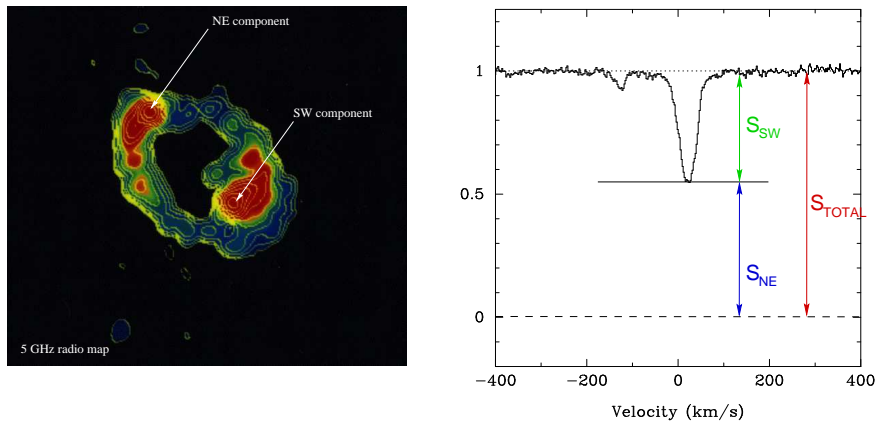 NE component
SW component
5 GHz radio map
1
0.5
0
S_SW
S_NE
S_TOTAL
−400 −200 0 200 400
Velocity (km/s)